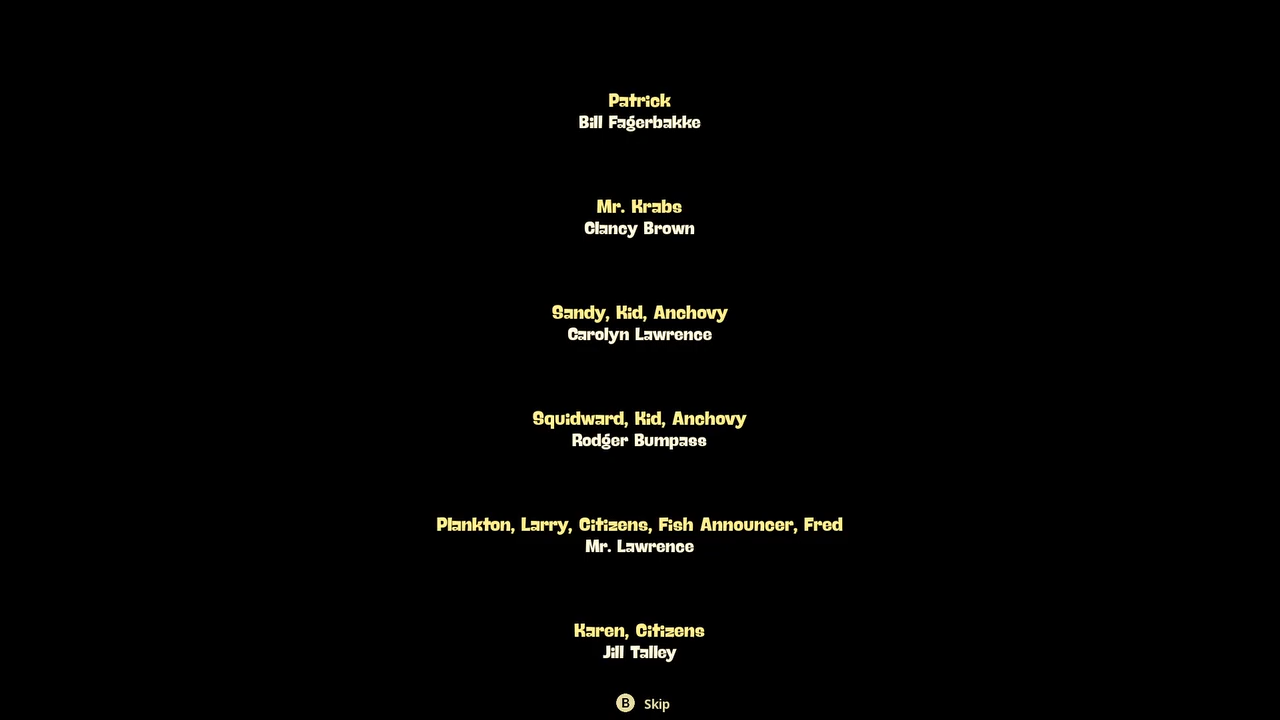 Patrick
Bill Fagerbakke
Mr. Krabs
Clancy Brown
Sandy, Kid, Anchovy
Carolyn Lawrence
Squidward, Kid, Anchovy
Rodger Bumpass
Plankton, Larry, Citizens, Fish Announcer, Fred
Mr. Lawrence
Karen, Citizens
Jill Talley
B Skip